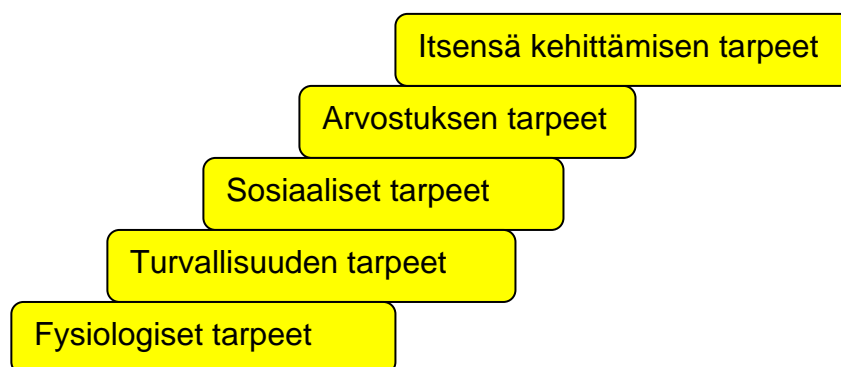 Itsensä kehittämisen tarpeet
Arvostuksen tarpeet
Sosiaaliset tarpeet
Turvallisuuden tarpeet
Fysiologiset tarpeet